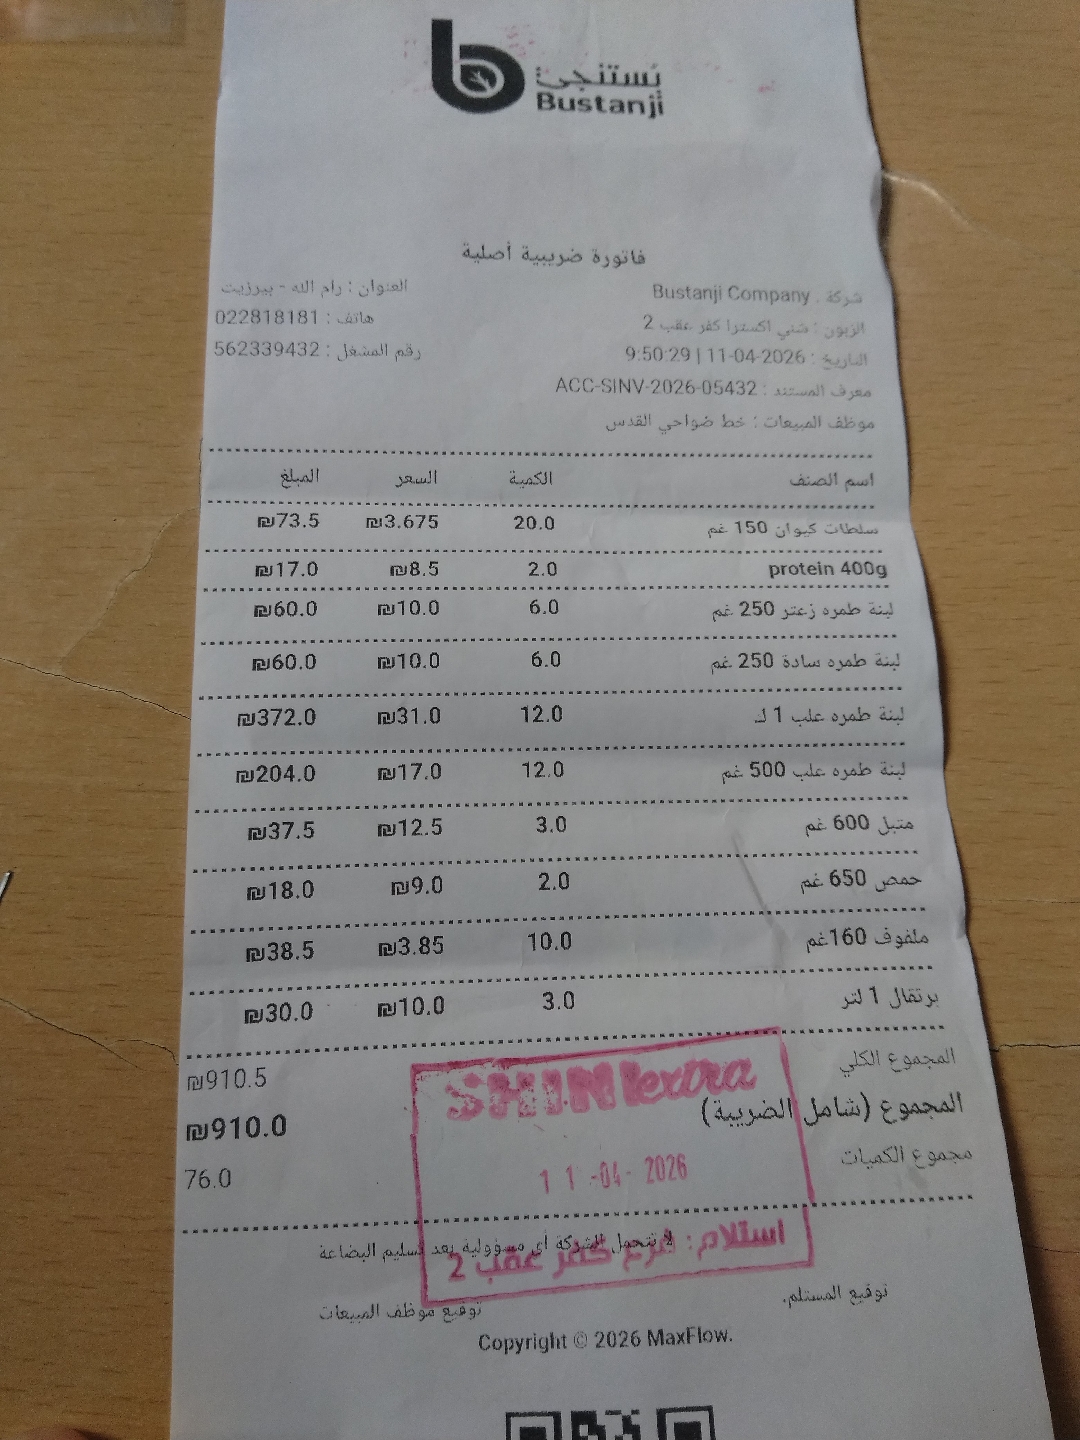 بستنجي
Bustanji
فاتورة ضريبية أصلية
شركة : Bustanji Company
العنوان : رام الله - بيرزيت
الزبون : شني اكسترا كفر عقب 2
هاتف : 022818181
التاريخ : 11-04-2026 | 9:50:29
رقم المشغل : 562339432
معرف المستند : ACC-SINV-2026-05432
موظف المبيعات : خط ضواحي القدس
اسم الصنف الكمية السعر المبلغ
سلطات كيوان 150 غم 20.0 ₪3.675 ₪73.5
protein 400g 2.0 ₪8.5 ₪17.0
لبنة طمره زعتر 250 غم 6.0 ₪10.0 ₪60.0
لبنة طمره سادة 250 غم 6.0 ₪10.0 ₪60.0
لبنة طمره علب 1 لـ 12.0 ₪31.0 ₪372.0
لبنة طمره علب 500 غم 12.0 ₪17.0 ₪204.0
متبل 600 غم 3.0 ₪12.5 ₪37.5
حمص 650 غم 2.0 ₪9.0 ₪18.0
ملفوف 160غم 10.0 ₪3.85 ₪38.5
برتقال 1 لتر 3.0 ₪10.0 ₪30.0
المجموع الكلي ₪910.5
المجموع (شامل الضريبة) ₪910.0
مجموع الكميات 76.0
SHINI extra
11-04-2026
استلام: فرع كفر عقب 2
لا تتحمل الشركة أي مسؤولية بعد تسليم البضاعة
توقيع المستلم.
توقيع موظف المبيعات
Copyright © 2026 MaxFlow.